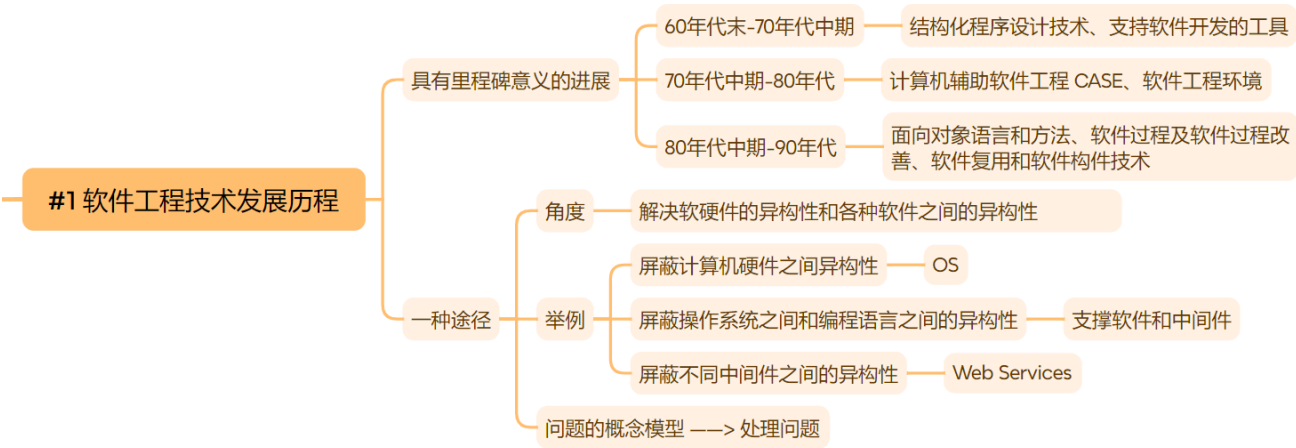 #1 软件工程技术发展历程
具有里程碑意义的进展
60年代末-70年代中期
结构化程序设计技术、支持软件开发的工具
70年代中期-80年代
计算机辅助软件工程 CASE、软件工程环境
80年代中期-90年代
面向对象语言和方法、软件过程及软件过程改
善、软件复用和软件构件技术
一种途径
角度
解决软硬件的异构性和各种软件之间的异构性
举例
屏蔽计算机硬件之间异构性
OS
屏蔽操作系统之间和编程语言之间的异构性
支撑软件和中间件
屏蔽不同中间件之间的异构性
Web Services
问题的概念模型 ——> 处理问题